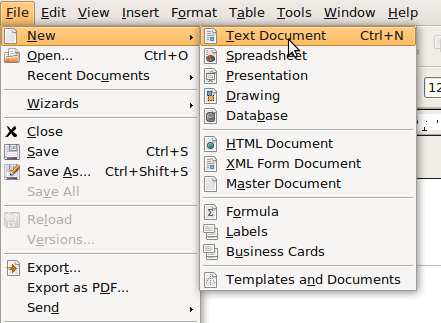 File Edit View Insert Format Table Tools Window Help
New
Open... Ctrl+O
Recent Documents
Wizards
Close
Save Ctrl+S
Save As... Ctrl+Shift+S
Save All
Reload
Versions...
Export...
Export as PDF...
Send
Text Document Ctrl+N
Spreadsheet
Presentation
Drawing
Database
HTML Document
XML Form Document
Master Document
Formula
Labels
Business Cards
Templates and Documents
12